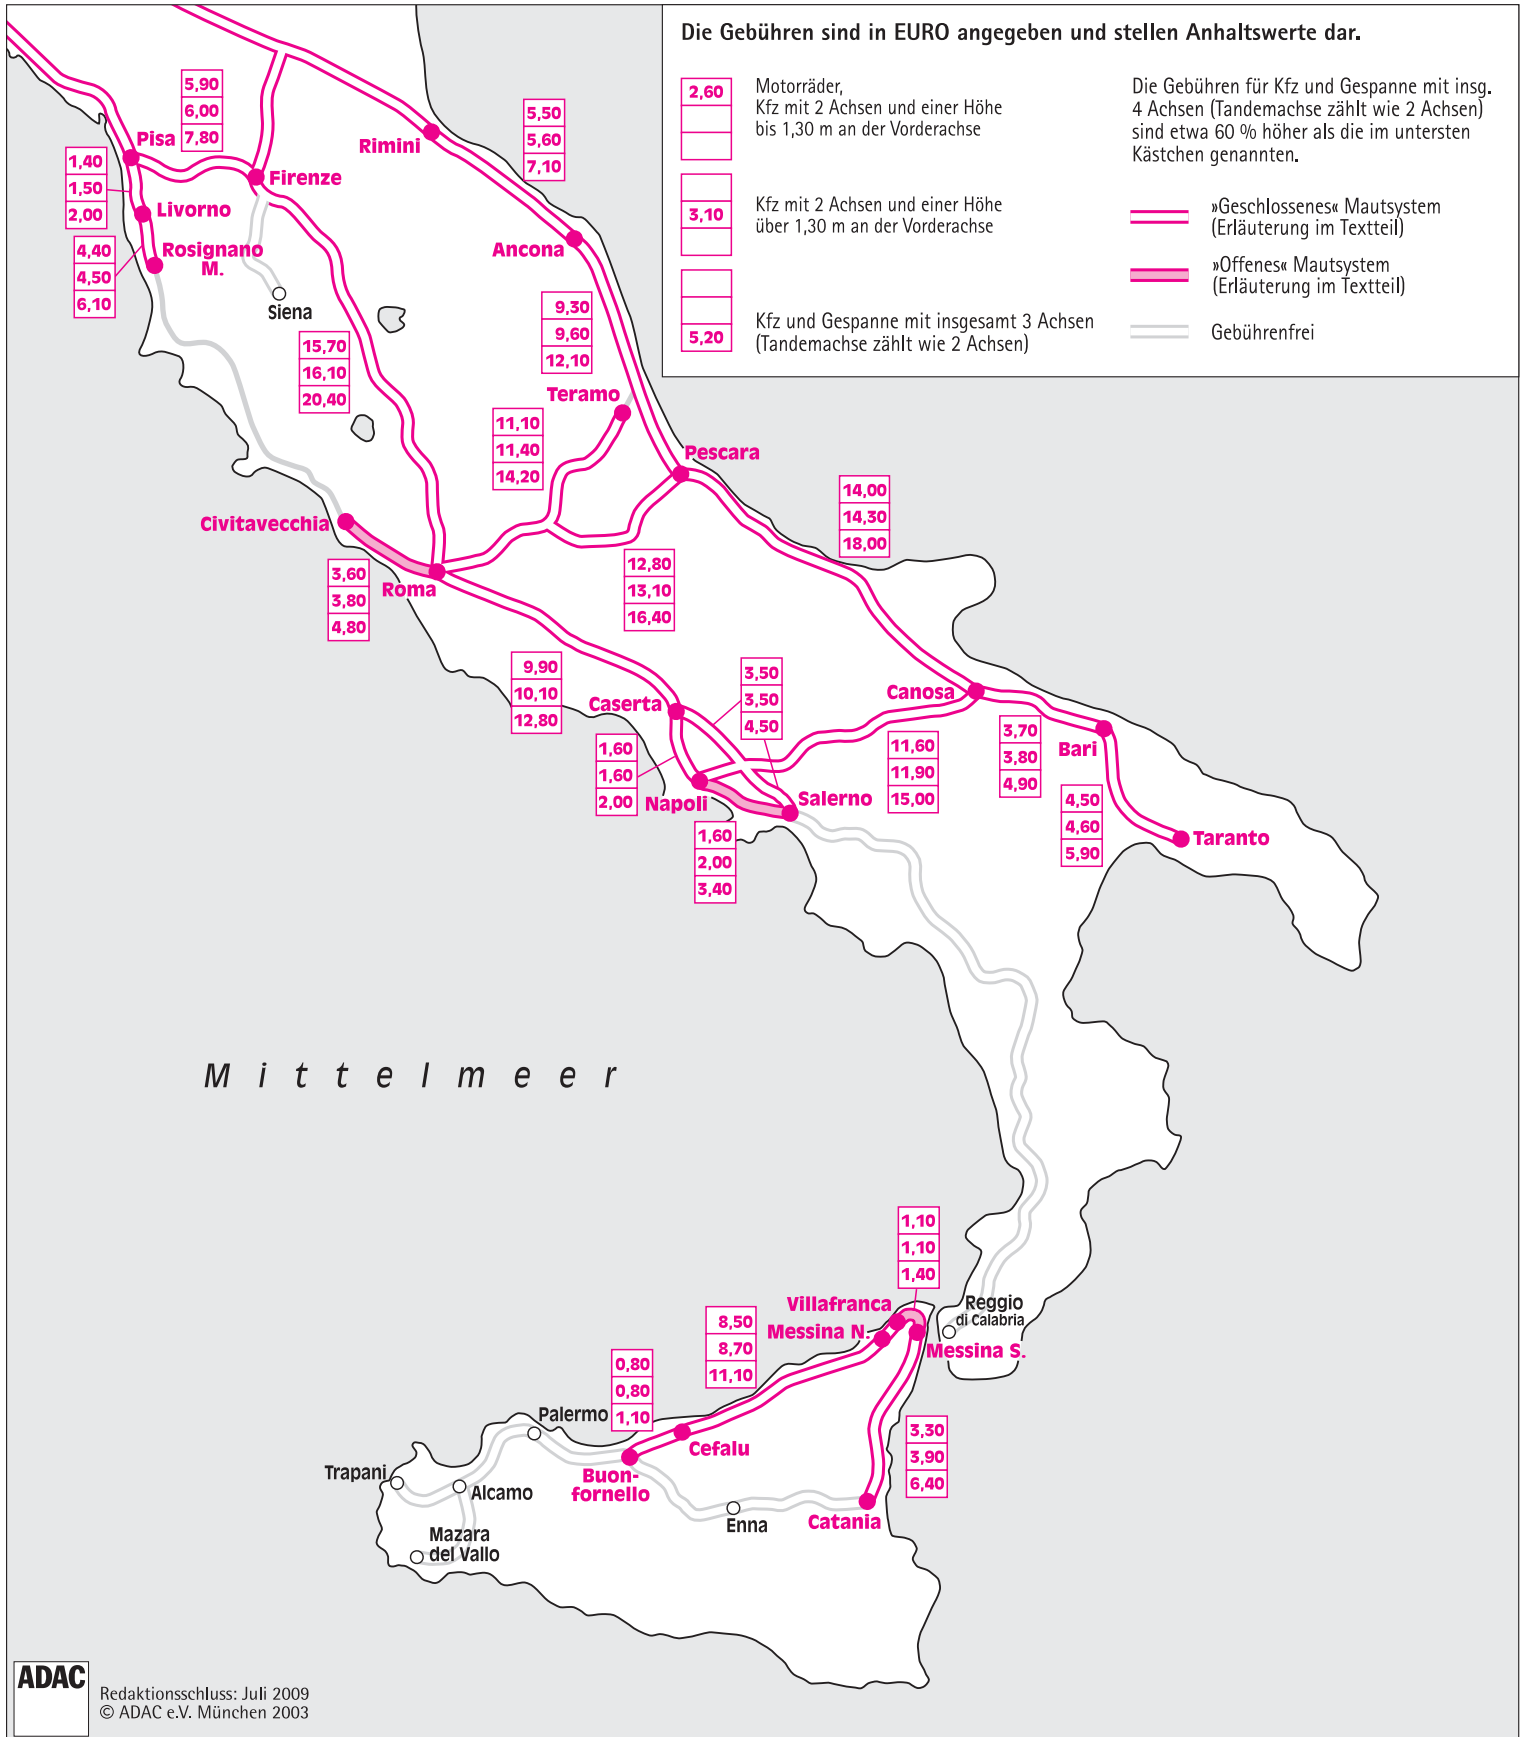 Die Gebühren sind in EURO angegeben und stellen Anhaltswerte dar.
2,60
Motorräder,
Kfz mit 2 Achsen und einer Höhe
bis 1,30 m an der Vorderachse
3,10
Kfz mit 2 Achsen und einer Höhe
über 1,30 m an der Vorderachse
5,20
Kfz und Gespanne mit insgesamt 3 Achsen
(Tandemachse zählt wie 2 Achsen)
Die Gebühren für Kfz und Gespanne mit insg.
4 Achsen (Tandemachse zählt wie 2 Achsen)
sind etwa 60 % höher als die im untersten
Kästchen genannten.
»Geschlossenes« Mautsystem
(Erläuterung im Textteil)
»Offenes« Mautsystem
(Erläuterung im Textteil)
Gebührenfrei
5,90
6,00
7,80
Pisa
Rimini
5,50
5,60
7,10
1,40
1,50
2,00
Firenze
Livorno
Rosignano
M.
4,40
4,50
6,10
Ancona
Siena
9,30
9,60
12,10
15,70
16,10
20,40
Teramo
11,10
11,40
14,20
Pescara
14,00
14,30
18,00
Civitavecchia
3,60
3,80
4,80
Roma
12,80
13,10
16,40
9,90
10,10
12,80
3,50
3,50
4,50
Caserta
Canosa
1,60
1,60
2,00
Napoli
11,60
11,90
15,00
3,70
3,80
4,90
Bari
Salerno
4,50
4,60
5,90
Taranto
1,60
2,00
3,40
Mittelmeer
1,10
1,10
1,40
Villafranca
Messina N.
Reggio
di Calabria
Messina S.
8,50
8,70
11,10
0,80
0,80
1,10
Palermo
Cefalu
3,30
3,90
6,40
Trapani
Alcamo
Buon-
fornello
Enna
Catania
Mazara
del Vallo
ADAC
Redaktionsschluss: Juli 2009
© ADAC e.V. München 2003